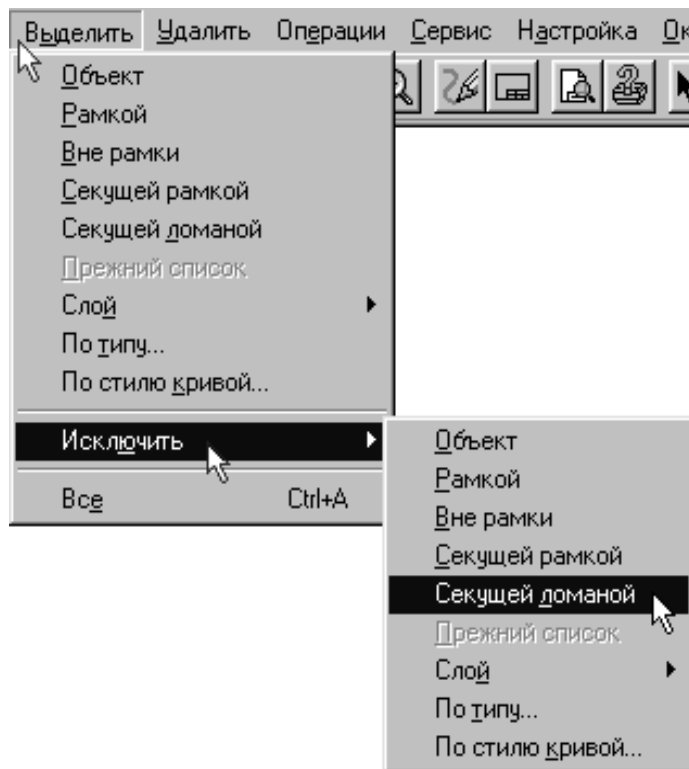 Выделить Удалить Операции Сервис Настройка Ок
Объект
Рамкой
Вне рамки
Секущей рамкой
Секущей ломаной
Прежний список
Слой
По типу...
По стилю кривой...
Исключить
Все Ctrl+A
Объект
Рамкой
Вне рамки
Секущей рамкой
Секущей ломаной
Прежний список
Слой
По типу...
По стилю кривой...